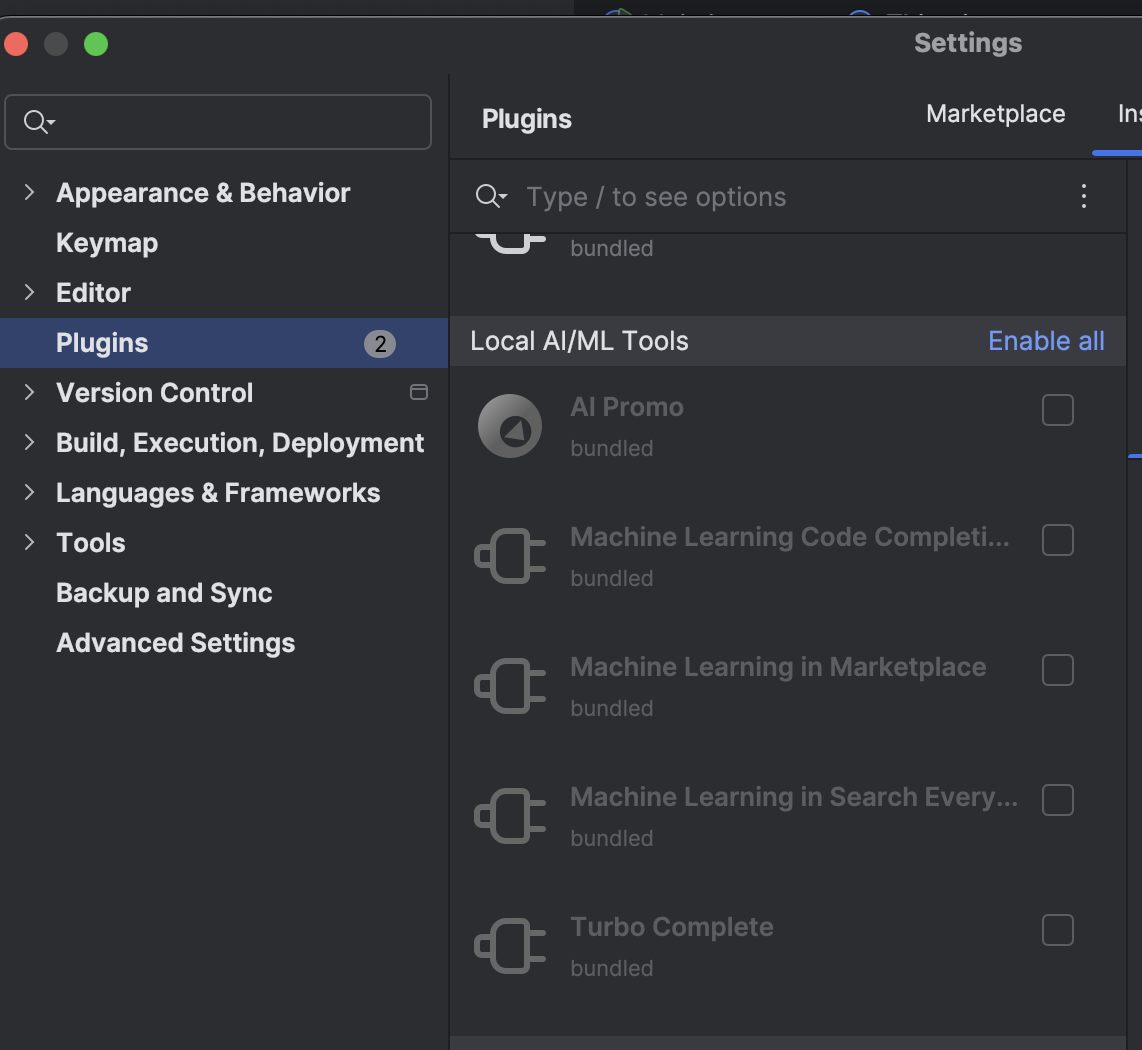 Settings
Appearance & Behavior
Keymap
Editor
Plugins
2
Version Control
Build, Execution, Deployment
Languages & Frameworks
Tools
Backup and Sync
Advanced Settings
Plugins
Marketplace
Type / to see options
bundled
Local AI/ML Tools
Enable all
AI Promo
bundled
Machine Learning Code Completi...
bundled
Machine Learning in Marketplace
bundled
Machine Learning in Search Every...
bundled
Turbo Complete
bundled